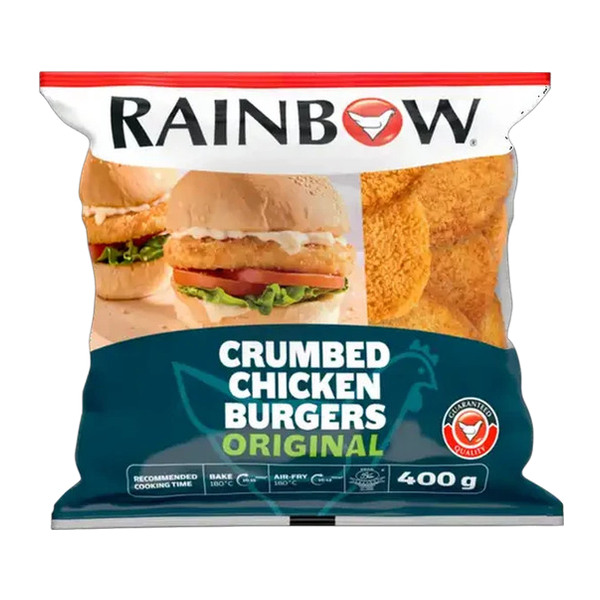 RAINBOW®
CRUMBED
CHICKEN
BURGERS
ORIGINAL
GUARANTEED
QUALITY
RECOMMENDED
COOKING TIME
BAKE
180°C
AIR-FRY
180°C
400 g